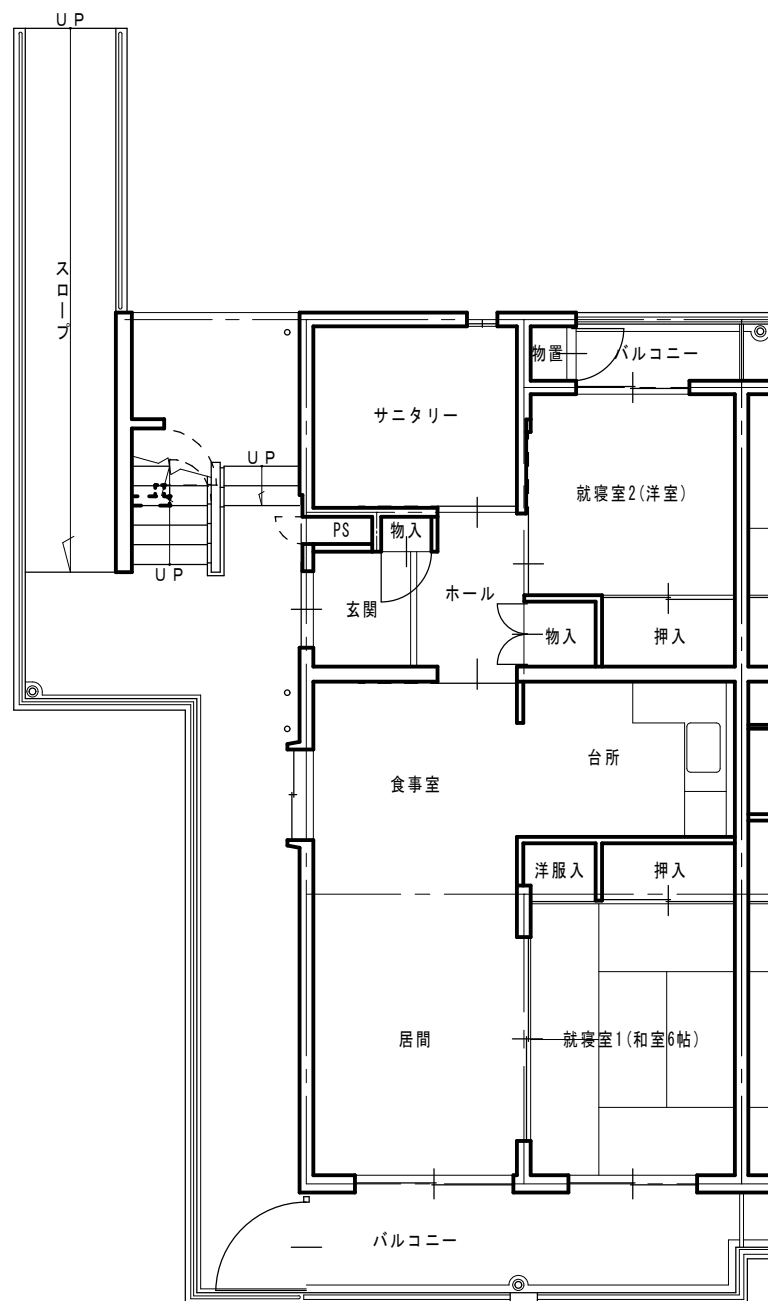 UP
スロープ
物置
バルコニー
サニタリー
UP
就寝室2(洋室)
PS
物入
UP
ホール
玄関
物入
押入
台所
食事室
洋服入
押入
居間
就寝室1(和室6帖)
バルコニー